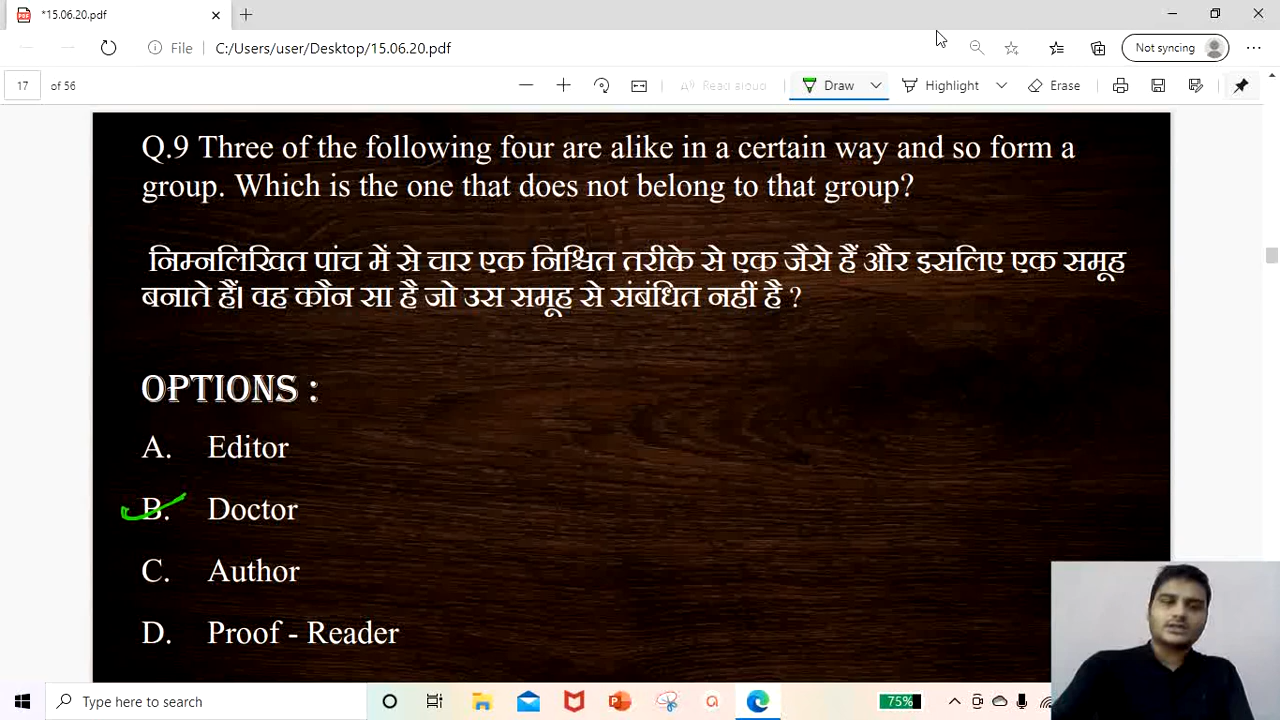 *15.06.20.pdf
File C:/Users/user/Desktop/15.06.20.pdf Not syncing
17 of 56 Read aloud Draw Highlight Erase
Q.9 Three of the following four are alike in a certain way and so form a
group. Which is the one that does not belong to that group?
निम्नलिखित पांच में से चार एक निश्चित तरीके से एक जैसे हैं और इसलिए एक समूह
बनाते हैं। वह कौन सा है जो उस समूह से संबंधित नहीं है ?
OPTIONS :
A. Editor
B. Doctor
C. Author
D. Proof - Reader
Type here to search 75%